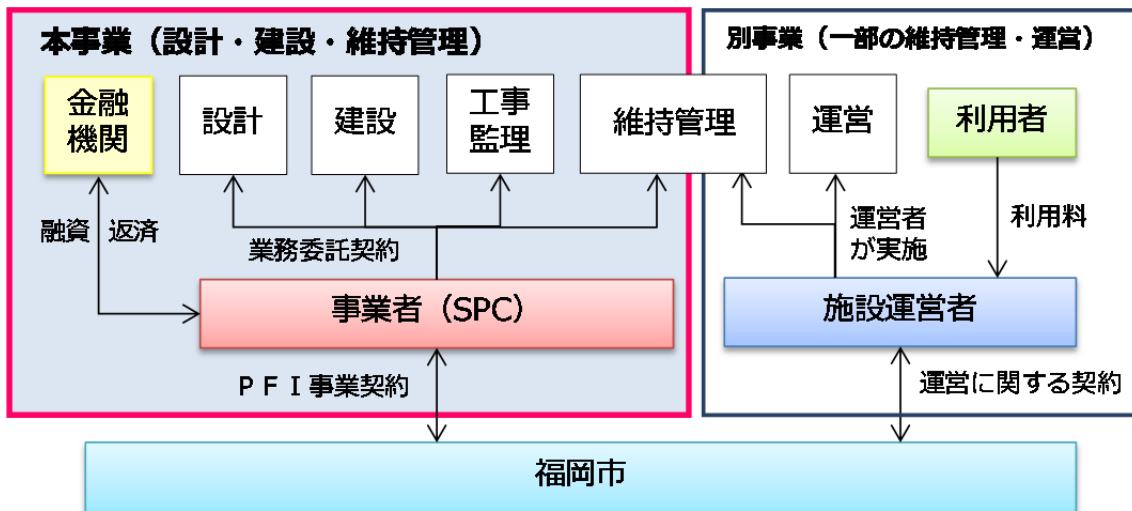 本事業（設計・建設・維持管理）
別事業（一部の維持管理・運営）
金融
機関
設計
建設
工事
監理
維持管理
運営
利用者
融資
返済
業務委託契約
運営者
が実施
利用料
事業者（SPC）
施設運営者
ＰＦＩ事業契約
運営に関する契約
福岡市